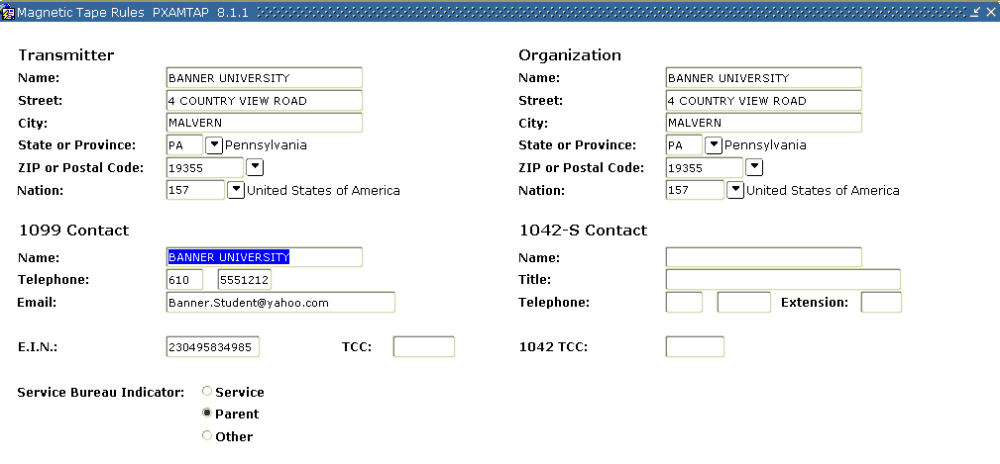 Magnetic Tape Rules PXAMTAP 8.1.1
Transmitter
Name: BANNER UNIVERSITY
Street: 4 COUNTRY VIEW ROAD
City: MALVERN
State or Province: PA Pennsylvania
ZIP or Postal Code: 19355
Nation: 157 United States of America
Organization
Name: BANNER UNIVERSITY
Street: 4 COUNTRY VIEW ROAD
City: MALVERN
State or Province: PA Pennsylvania
ZIP or Postal Code: 19355
Nation: 157 United States of America
1099 Contact
Name: BANNER UNIVERSITY
Telephone: 610 5551212
Email: Banner.Student@yahoo.com
1042-S Contact
Name:
Title:
Telephone: Extension:
E.I.N.: 230495834985 TCC:
1042 TCC:
Service Bureau Indicator: Service
Parent
Other